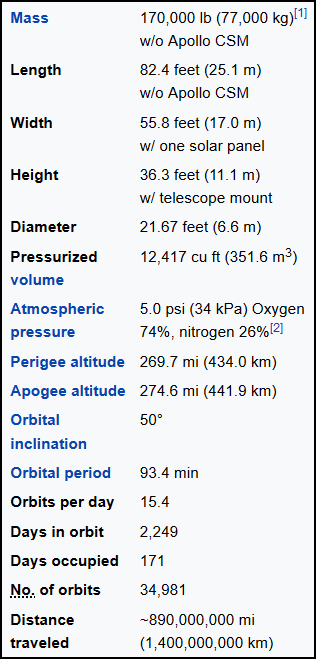 Mass 170,000 lb (77,000 kg)[1]
w/o Apollo CSM
Length 82.4 feet (25.1 m)
w/o Apollo CSM
Width 55.8 feet (17.0 m)
w/ one solar panel
Height 36.3 feet (11.1 m)
w/ telescope mount
Diameter 21.67 feet (6.6 m)
Pressurized 12,417 cu ft (351.6 m³)
volume
Atmospheric 5.0 psi (34 kPa) Oxygen
pressure 74%, nitrogen 26%[2]
Perigee altitude 269.7 mi (434.0 km)
Apogee altitude 274.6 mi (441.9 km)
Orbital 50°
inclination
Orbital period 93.4 min
Orbits per day 15.4
Days in orbit 2,249
Days occupied 171
No. of orbits 34,981
Distance ~890,000,000 mi
traveled (1,400,000,000 km)